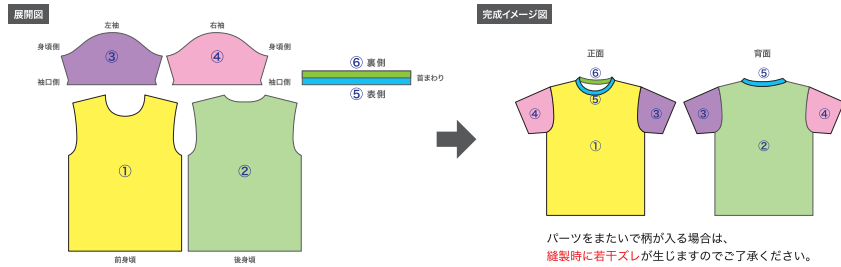 展開図
左袖
右袖
身頃側
③
④
身頃側
袖口側
袖口側
⑥ 裏側
首まわり
⑤ 表側
①
②
前身頃
後身頃
完成イメージ図
正面
背面
⑥
⑤
④
⑤
③
①
③
④
②
パーツをまたいで柄が入る場合は、
縫製時に若干ズレが生じますのでご了承ください。